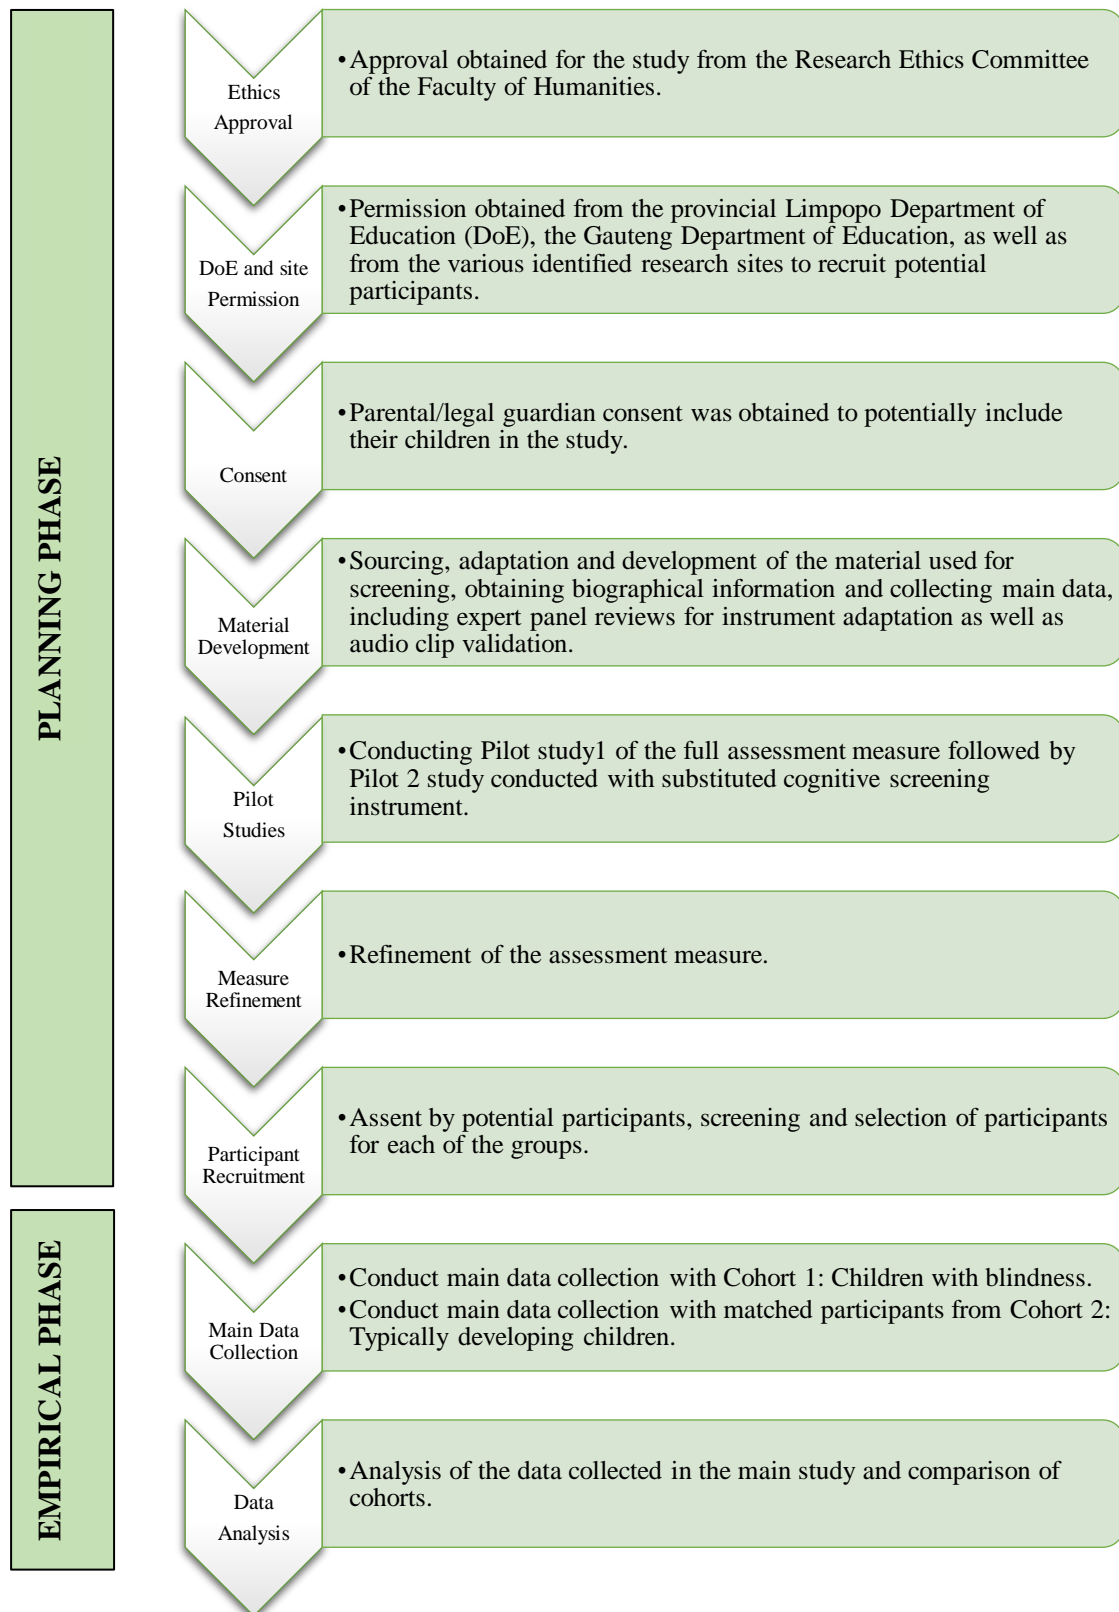 PLANNING PHASE
Ethics
Approval
•Approval obtained for the study from the Research Ethics Committee
of the Faculty of Humanities.
DoE and site
Permission
•Permission obtained from the provincial Limpopo Department of
Education (DoE), the Gauteng Department of Education, as well as
from the various identified research sites to recruit potential
participants.
Consent
•Parental/legal guardian consent was obtained to potentially include
their children in the study.
Material
Development
•Sourcing, adaptation and development of the material used for
screening, obtaining biographical information and collecting main data,
including expert panel reviews for instrument adaptation as well as
audio clip validation.
Pilot
Studies
•Conducting Pilot study1 of the full assessment measure followed by
Pilot 2 study conducted with substituted cognitive screening
instrument.
Measure
Refinement
•Refinement of the assessment measure.
Participant
Recruitment
•Assent by potential participants, screening and selection of participants
for each of the groups.
EMPIRICAL PHASE
Main Data
Collection
•Conduct main data collection with Cohort 1: Children with blindness.
•Conduct main data collection with matched participants from Cohort 2:
Typically developing children.
Data
Analysis
•Analysis of the data collected in the main study and comparison of
cohorts.